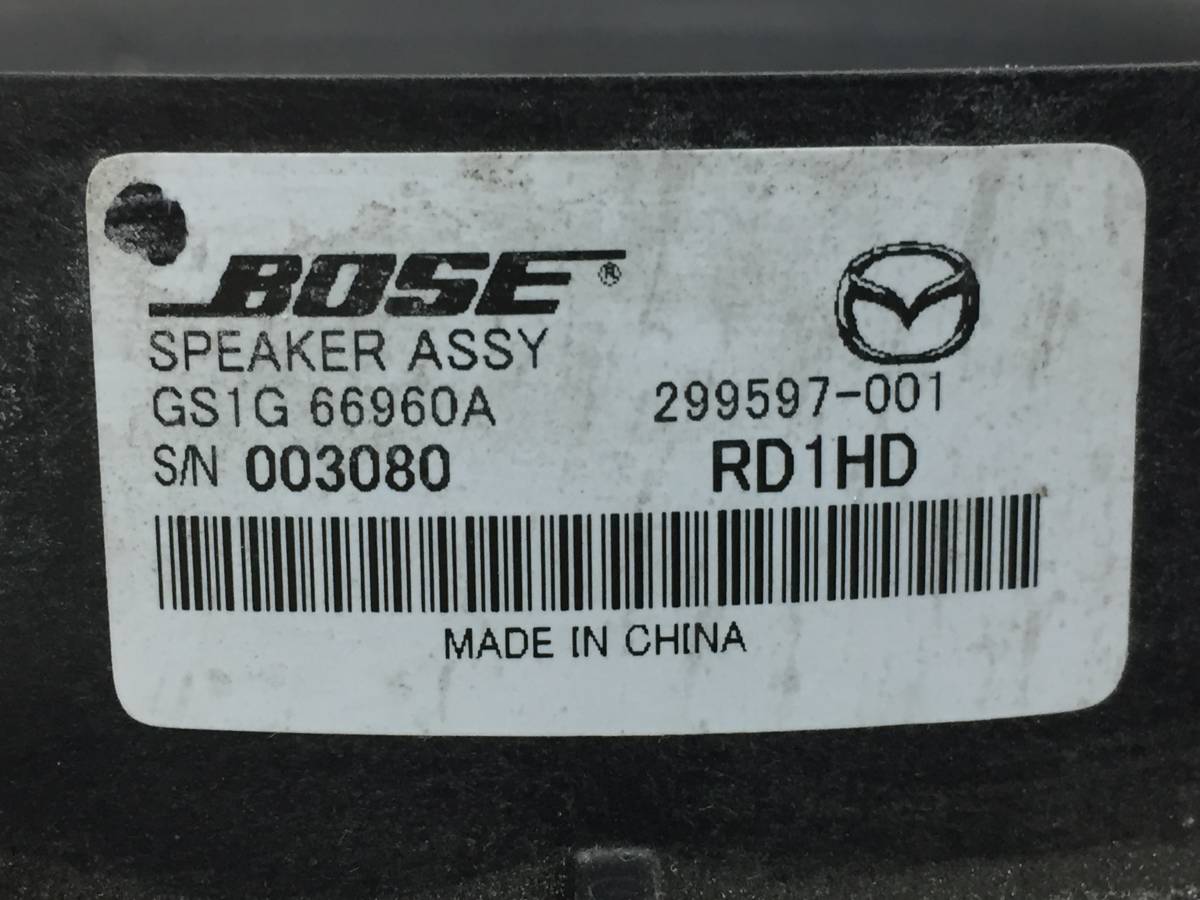 BOSE®
SPEAKER ASSY
GS1G 66960A 299597-001
S/N 003080 RD1HD
MADE IN CHINA